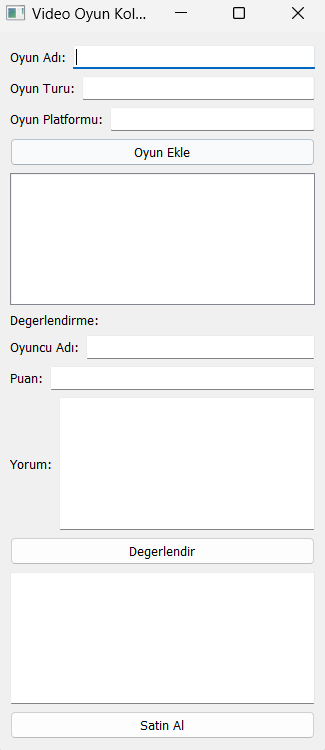 Video Oyun Kol...
Oyun Adı:
Oyun Turu:
Oyun Platformu:
Oyun Ekle
Degerlendirme:
Oyuncu Adı:
Puan:
Yorum:
Degerlendir
Satin Al